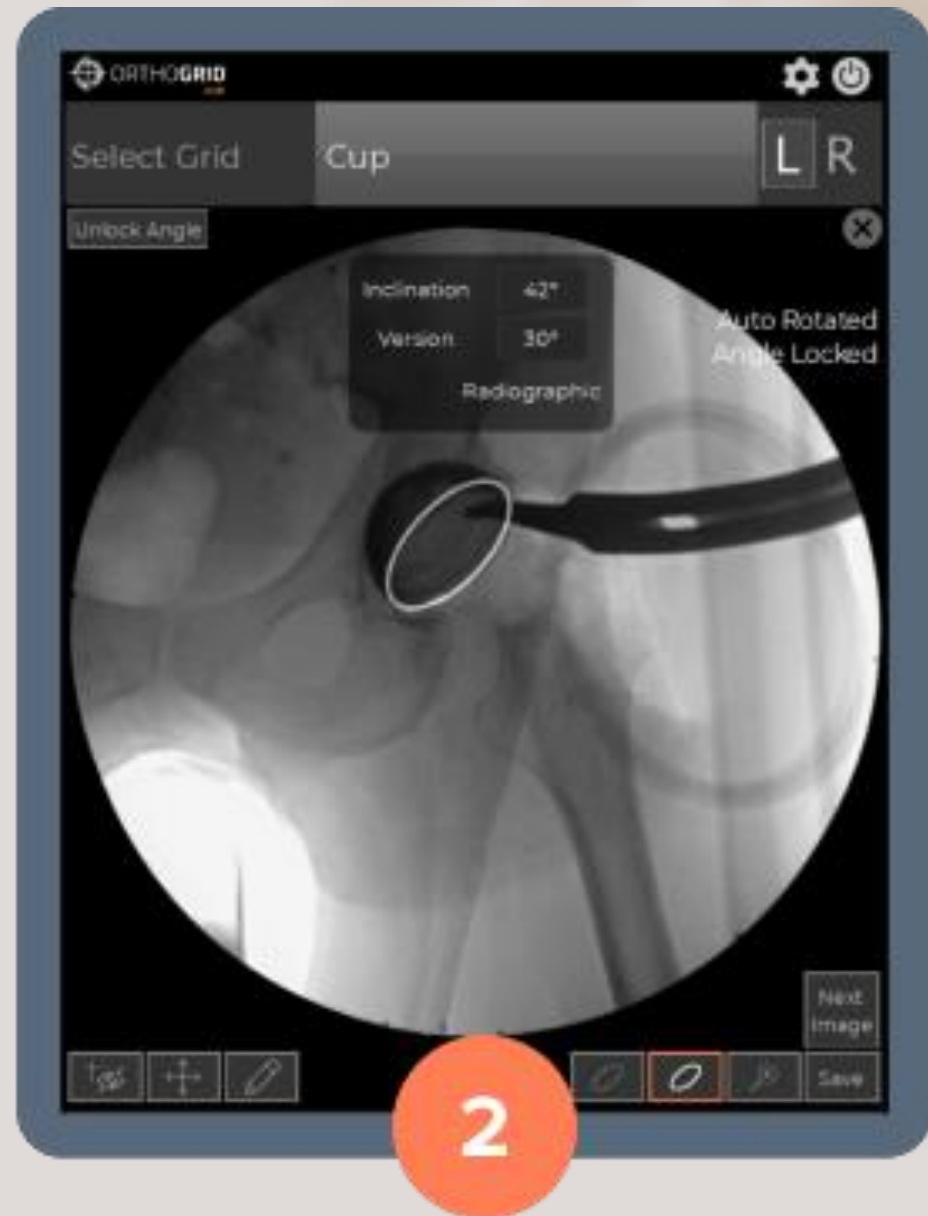 ORTHOGRID
Select Grid
Cup
L R
Unlock Angle
Inclination 42°
Version 30°
Radiographic
Auto Rotated
Angle Locked
Next
Image
Save
2